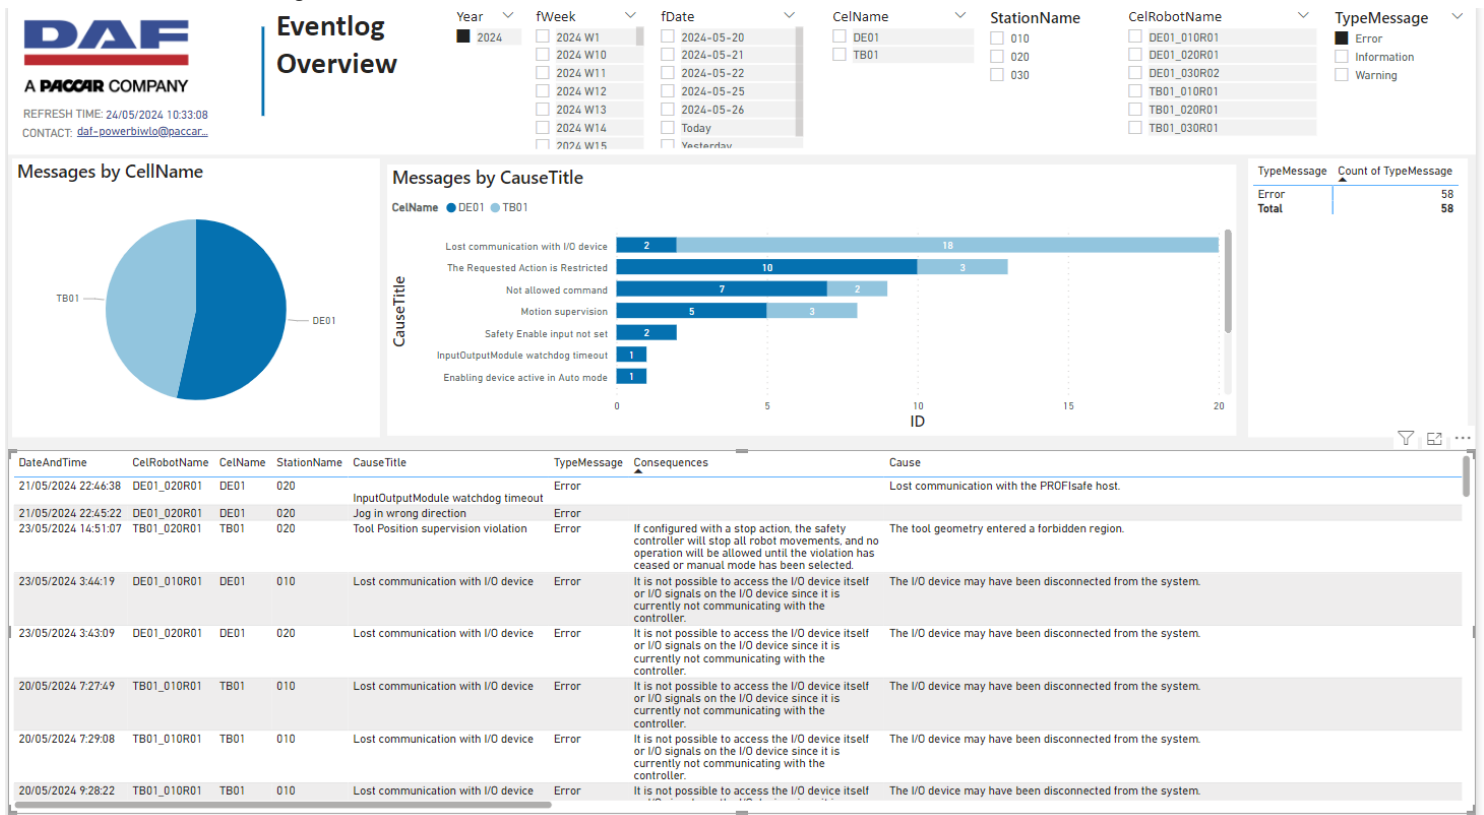 DAF
A PACCAR COMPANY
REFRESH TIME: 24/05/2024 10:33:08
CONTACT: daf-powerbiwlo@paccar...
Eventlog
Overview
Year
2024
fWeek
2024 W1
2024 W10
2024 W11
2024 W12
2024 W13
2024 W14
2024 W15
fDate
2024-05-20
2024-05-21
2024-05-22
2024-05-25
2024-05-26
Today
Yesterday
CelName
DE01
TB01
StationName
010
020
030
CelRobotName
DE01_010R01
DE01_020R01
DE01_030R02
TB01_010R01
TB01_020R01
TB01_030R01
TypeMessage
Error
Information
Warning
Messages by CellName
TB01
DE01
Messages by CauseTitle
CelName DE01 TB01
CauseTitle
Lost communication with I/O device 2 18
The Requested Action is Restricted 10 3
Not allowed command 7 2
Motion supervision 5 3
Safety Enable input not set 2
InputOutputModule watchdog timeout 1
Enabling device active in Auto mode 1
0 5 10 15 20
ID
TypeMessage Count of TypeMessage
Error 58
Total 58
DateAndTime CelRobotName CelName StationName CauseTitle TypeMessage Consequences Cause
21/05/2024 22:46:38 DE01_020R01 DE01 020 Error Lost communication with the PROFIsafe host.
InputOutputModule watchdog timeout
21/05/2024 22:45:22 DE01_020R01 DE01 020 Jog in wrong direction Error
23/05/2024 14:51:07 TB01_020R01 TB01 020 Tool Position supervision violation Error If configured with a stop action, the safety The tool geometry entered a forbidden region.
controller will stop all robot movements, and no
operation will be allowed until the violation has
ceased or manual mode has been selected.
23/05/2024 3:44:19 DE01_010R01 DE01 010 Lost communication with I/O device Error It is not possible to access the I/O device itself The I/O device may have been disconnected from the system.
or I/O signals on the I/O device since it is
currently not communicating with the
controller.
23/05/2024 3:43:09 DE01_020R01 DE01 020 Lost communication with I/O device Error It is not possible to access the I/O device itself The I/O device may have been disconnected from the system.
or I/O signals on the I/O device since it is
currently not communicating with the
controller.
20/05/2024 7:27:49 TB01_010R01 TB01 010 Lost communication with I/O device Error It is not possible to access the I/O device itself The I/O device may have been disconnected from the system.
or I/O signals on the I/O device since it is
currently not communicating with the
controller.
20/05/2024 7:29:08 TB01_010R01 TB01 010 Lost communication with I/O device Error It is not possible to access the I/O device itself The I/O device may have been disconnected from the system.
or I/O signals on the I/O device since it is
currently not communicating with the
controller.
20/05/2024 9:28:22 TB01_010R01 TB01 010 Lost communication with I/O device Error It is not possible to access the I/O device itself The I/O device may have been disconnected from the system.